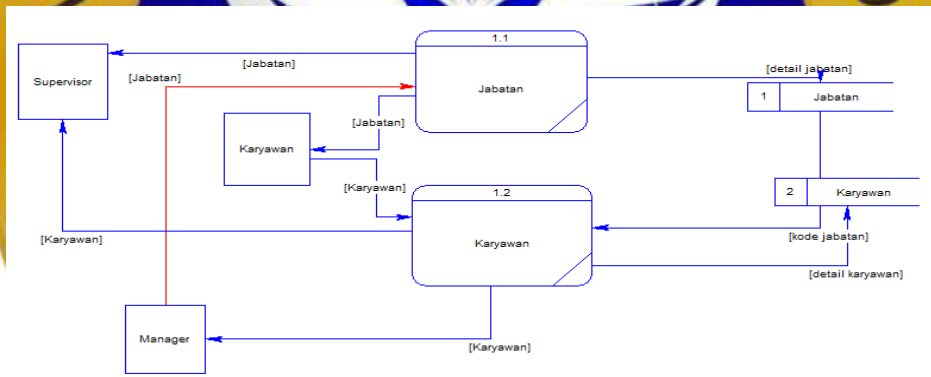 1.1
[Jabatan]
[detail jabatan]
Supervisor
[Jabatan]
Jabatan
1
Jabatan
[Jabatan]
Karyawan
[Karyawan]
1.2
2
Karyawan
[Karyawan]
Karyawan
[kode jabatan]
[detail karyawan]
Manager
[Karyawan]